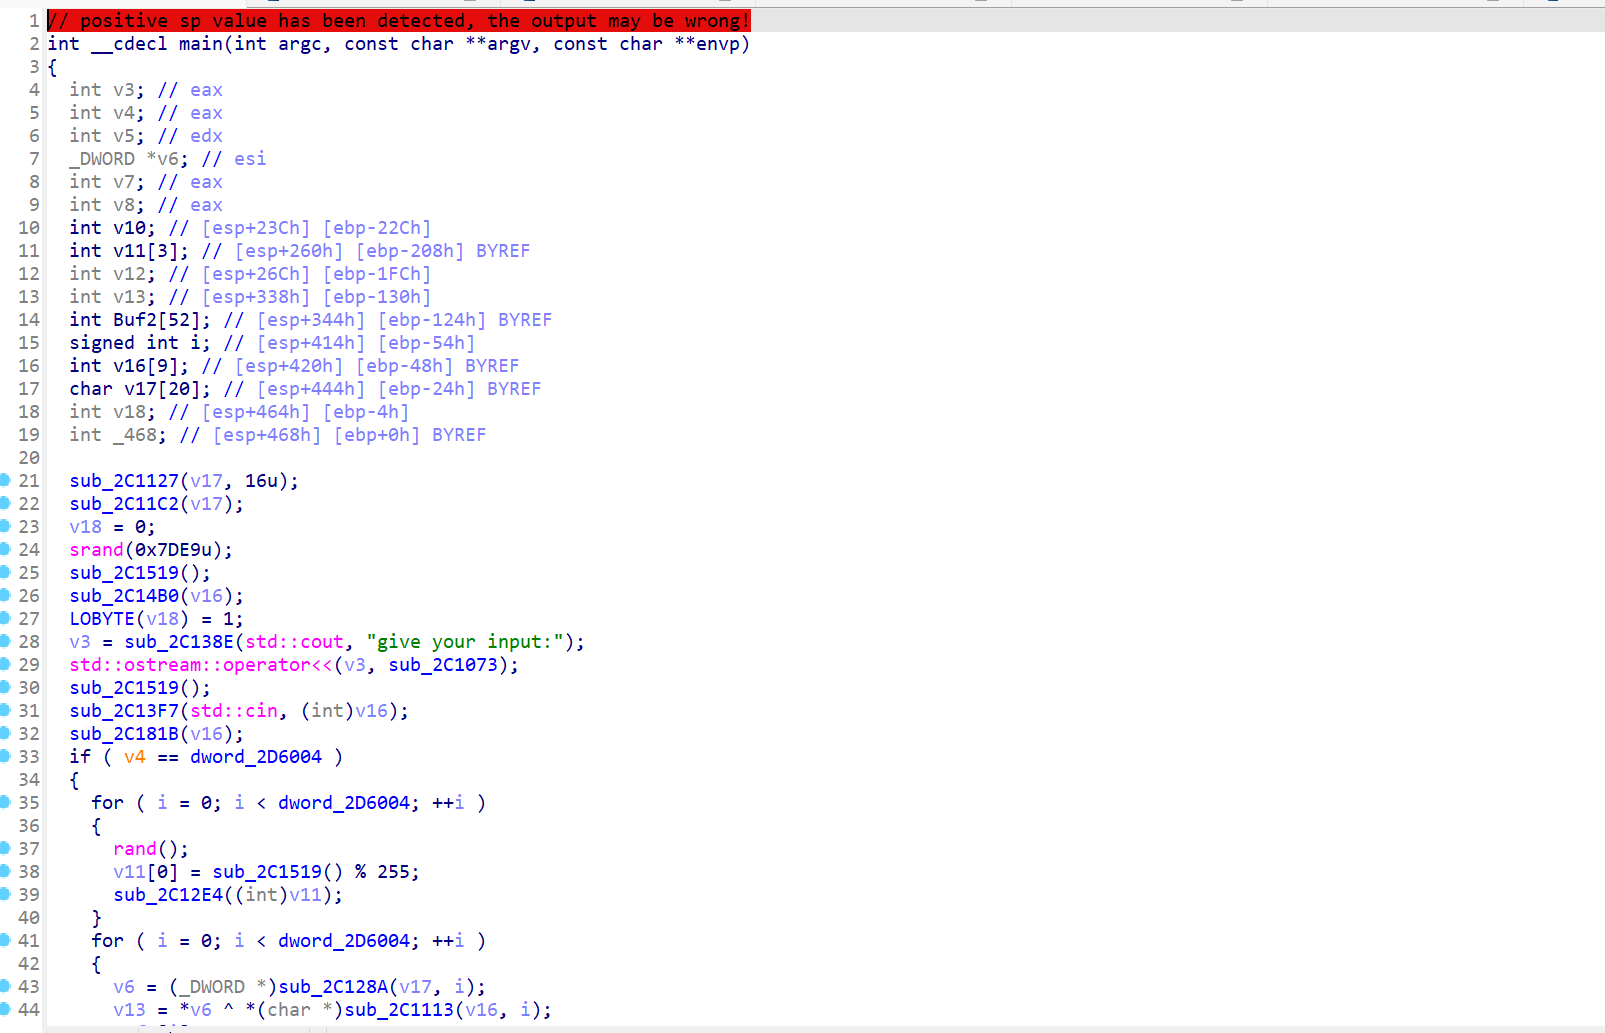 1 // positive sp value has been detected, the output may be wrong!
2 int __cdecl main(int argc, const char **argv, const char **envp)
3 {
4   int v3; // eax
5   int v4; // eax
6   int v5; // edx
7   _DWORD *v6; // esi
8   int v7; // eax
9   int v8; // eax
10   int v10; // [esp+23Ch] [ebp-22Ch]
11   int v11[3]; // [esp+260h] [ebp-208h] BYREF
12   int v12; // [esp+26Ch] [ebp-1FCh]
13   int v13; // [esp+338h] [ebp-130h]
14   int Buf2[52]; // [esp+344h] [ebp-124h] BYREF
15   signed int i; // [esp+414h] [ebp-54h]
16   int v16[9]; // [esp+420h] [ebp-48h] BYREF
17   char v17[20]; // [esp+444h] [ebp-24h] BYREF
18   int v18; // [esp+464h] [ebp-4h]
19   int _468; // [esp+468h] [ebp+0h] BYREF
20
21   sub_2C1127(v17, 16u);
22   sub_2C11C2(v17);
23   v18 = 0;
24   srand(0x7DE9u);
25   sub_2C1519();
26   sub_2C14B0(v16);
27   LOBYTE(v18) = 1;
28   v3 = sub_2C138E(std::cout, "give your input:");
29   std::ostream::operator<<(v3, sub_2C1073);
30   sub_2C1519();
31   sub_2C13F7(std::cin, (int)v16);
32   sub_2C181B(v16);
33   if ( v4 == dword_2D6004 )
34   {
35     for ( i = 0; i < dword_2D6004; ++i )
36     {
37       rand();
38       v11[0] = sub_2C1519() % 255;
39       sub_2C12E4((int)v11);
40     }
41     for ( i = 0; i < dword_2D6004; ++i )
42     {
43       v6 = (_DWORD *)sub_2C128A(v17, i);
44       v13 = *v6 ^ *(char *)sub_2C1113(v16, i);